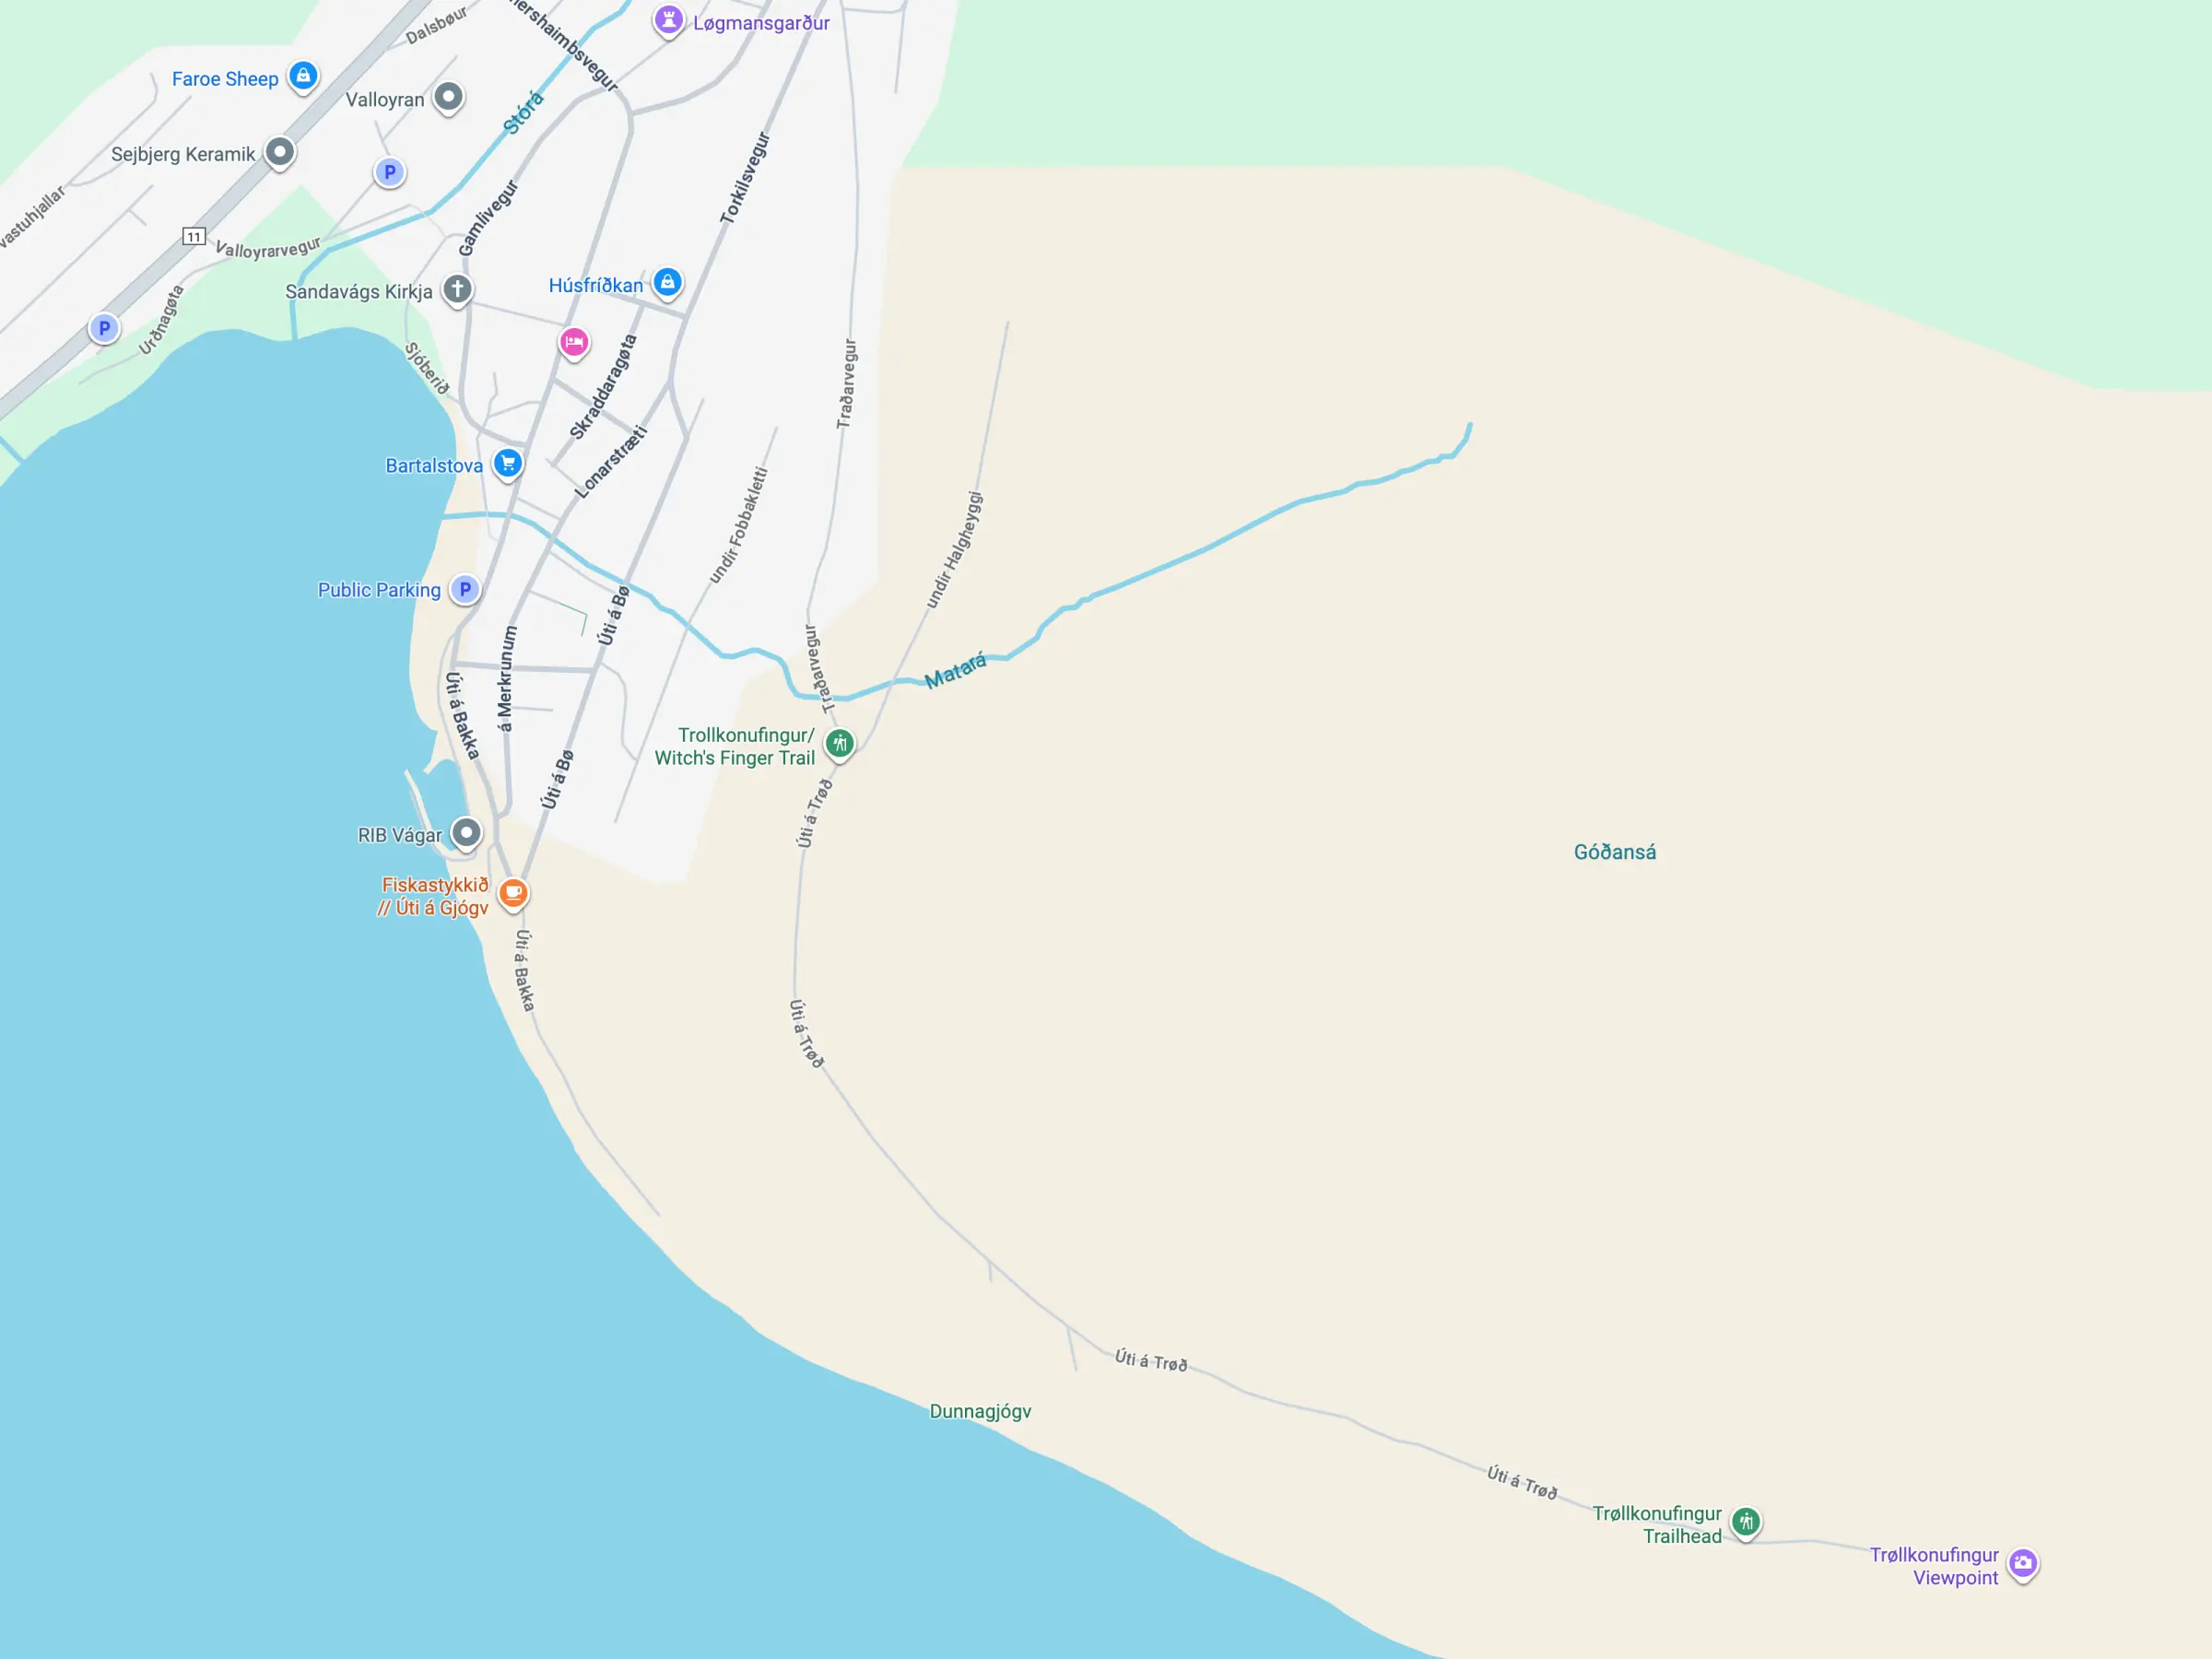 Dalsbøur
Løgmansgarður
Faroe Sheep
Valloyran
Stórá
Sejbjerg Keramik
P
Torkilsvegur
Gamlivegur
11
Valloyrarvegur
Sandavágs Kirkja
Húsfríðkan
P
Urðnagøta
Sjóberið
Skraddaragøta
Traðarvegur
Bartalstova
Lonarstræti
undir Fobbakletti
undir Halgheyggi
Public Parking
P
Úti á Bø
Traðarvegur
Matará
á Merkrunum
Úti á Bakka
Trollkonufingur/
Witch's Finger Trail
Úti á Bø
Úti á Trøð
RIB Vágar
Góðansá
Fiskastykkið
// Úti á Gjógv
Úti á Bakka
Úti á Trøð
Úti á Trøð
Dunnagjógv
Úti á Trøð
Trøllkonufingur
Trailhead
Trøllkonufingur
Viewpoint